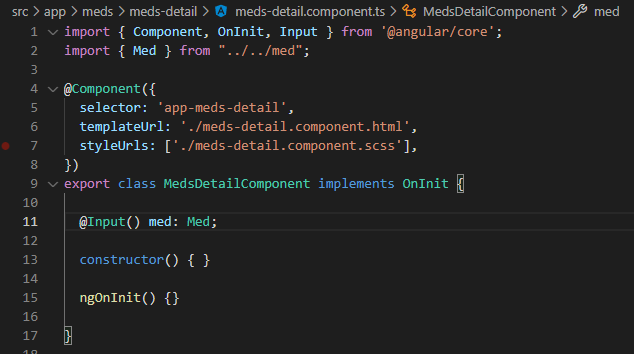 src > app > meds > meds-detail > meds-detail.component.ts > MedsDetailComponent > med
1 import { Component, OnInit, Input } from '@angular/core';
2 import { Med } from "../../med";
3
4 @Component({
5 selector: 'app-meds-detail',
6 templateUrl: './meds-detail.component.html',
7 styleUrls: ['./meds-detail.component.scss'],
8 })
9 export class MedsDetailComponent implements OnInit {
10
11 @Input() med: Med;
12
13 constructor() { }
14
15 ngOnInit() {}
16
17 }
18